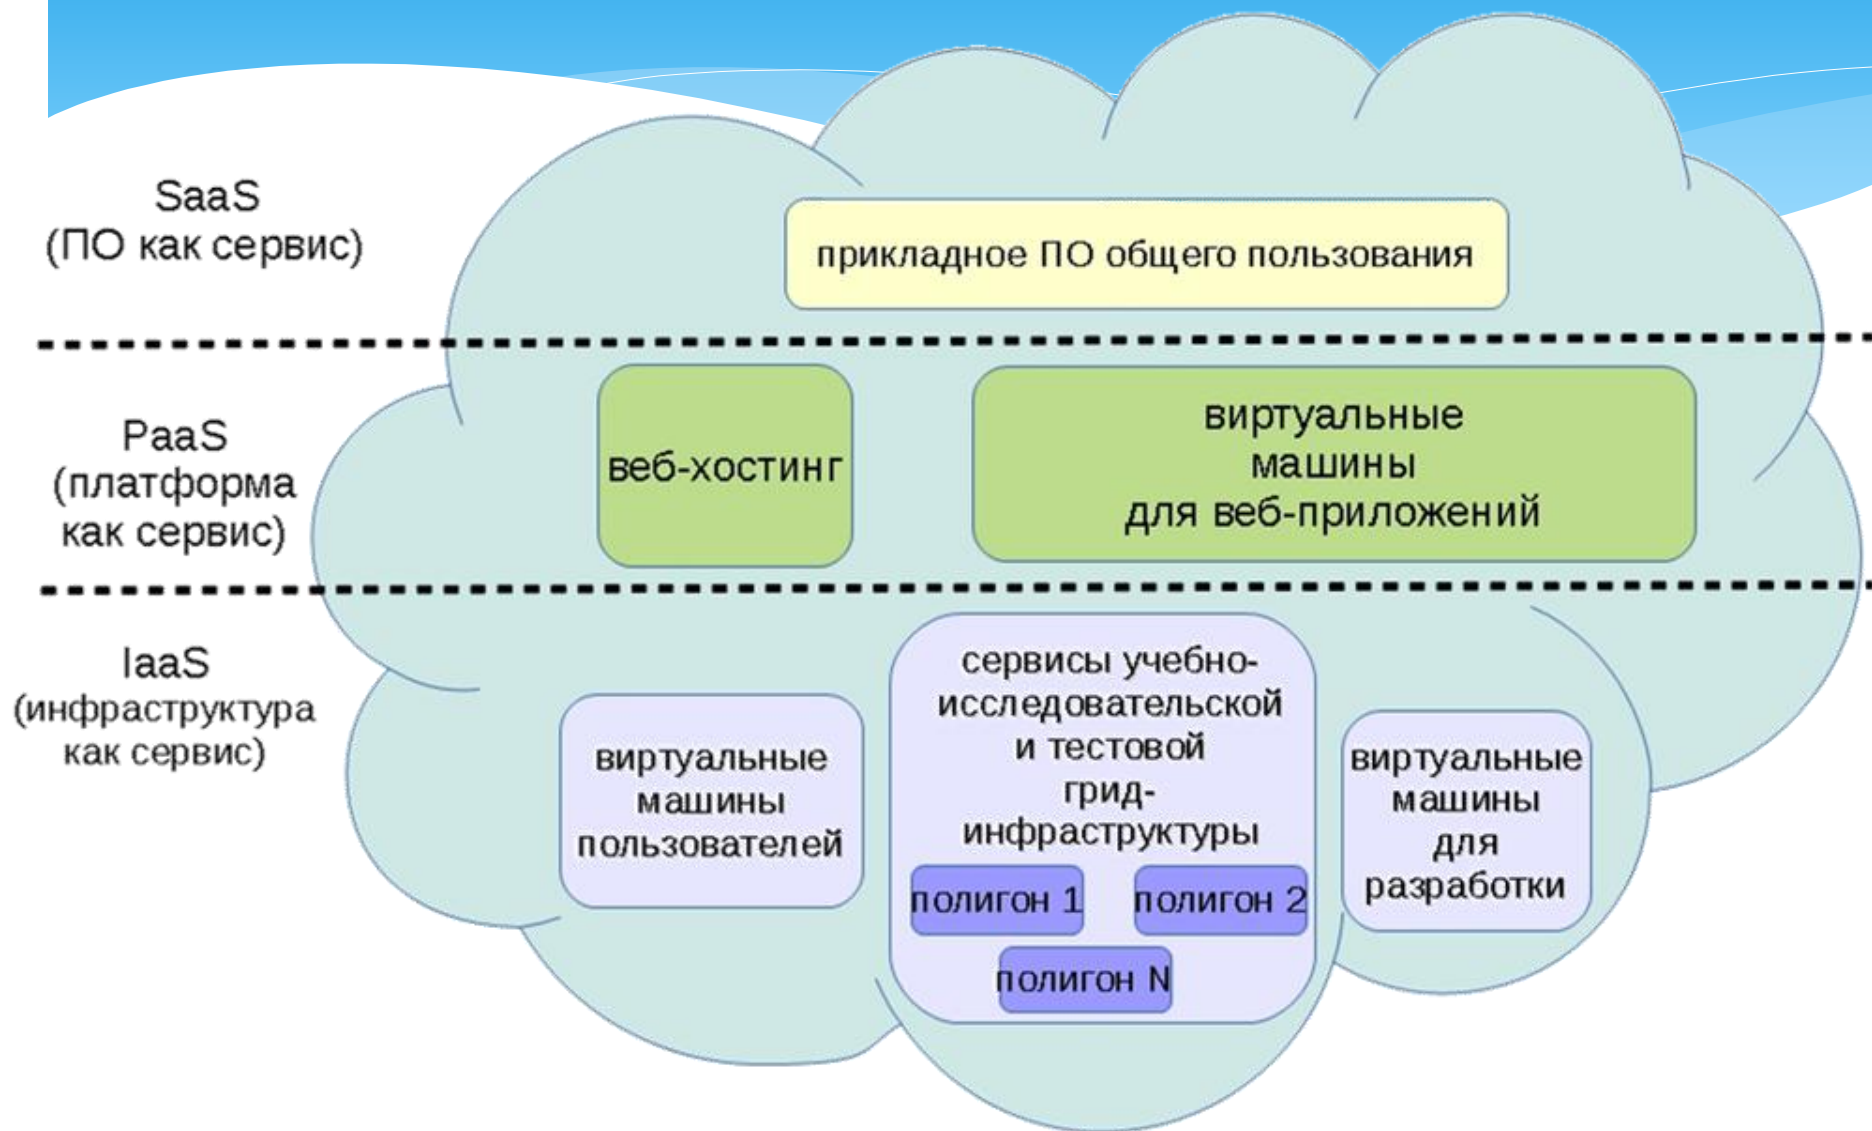 SaaS
(ПО как сервис)
прикладное ПО общего пользования
PaaS
(платформа
как сервис)
веб-хостинг
виртуальные
машины
для веб-приложений
IaaS
(инфраструктура
как сервис)
виртуальные
машины
пользователей
сервисы учебно-
исследовательской
и тестовой
грид-
инфраструктуры
полигон 1
полигон 2
полигон N
виртуальные
машины
для
разработки